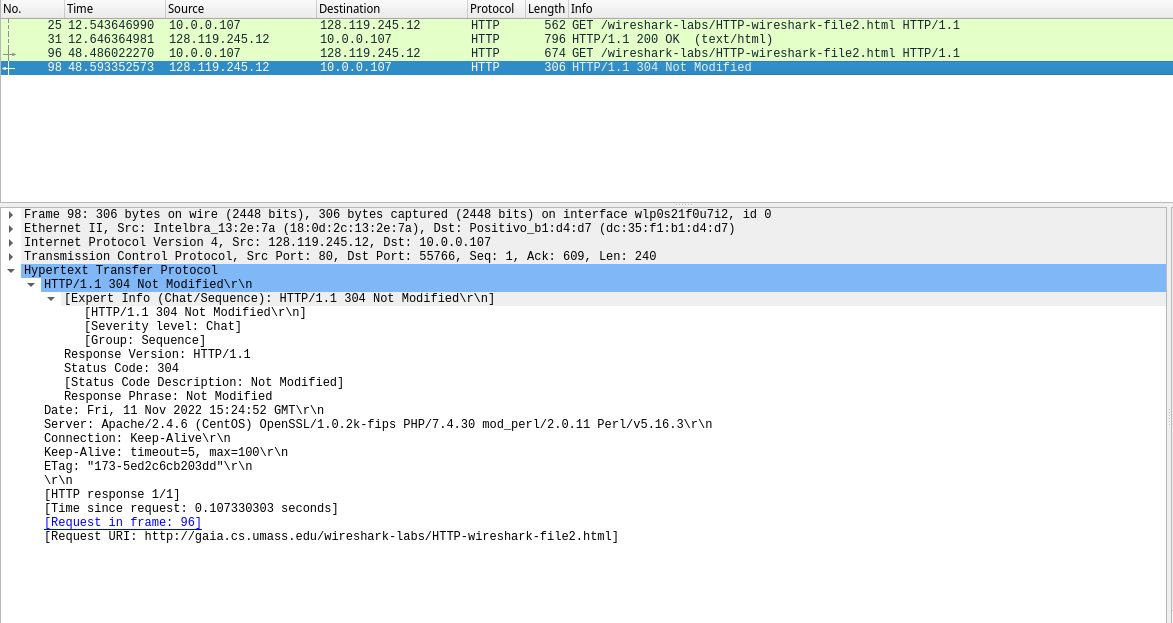 No. Time Source Destination Protocol Length Info
25 12.543646990 10.0.0.107 128.119.245.12 HTTP 562 GET /wireshark-labs/HTTP-wireshark-file2.html HTTP/1.1
31 12.646364981 128.119.245.12 10.0.0.107 HTTP 796 HTTP/1.1 200 OK (text/html)
96 48.486022270 10.0.0.107 128.119.245.12 HTTP 674 GET /wireshark-labs/HTTP-wireshark-file2.html HTTP/1.1
98 48.593352573 128.119.245.12 10.0.0.107 HTTP 306 HTTP/1.1 304 Not Modified
Frame 98: 306 bytes on wire (2448 bits), 306 bytes captured (2448 bits) on interface wlp0s21f0u7i2, id 0
Ethernet II, Src: Intelbra_13:2e:7a (18:0d:2c:13:2e:7a), Dst: Positivo_b1:d4:d7 (dc:35:f1:b1:d4:d7)
Internet Protocol Version 4, Src: 128.119.245.12, Dst: 10.0.0.107
Transmission Control Protocol, Src Port: 80, Dst Port: 55766, Seq: 1, Ack: 609, Len: 240
Hypertext Transfer Protocol
HTTP/1.1 304 Not Modified\r\n
[Expert Info (Chat/Sequence): HTTP/1.1 304 Not Modified\r\n]
[HTTP/1.1 304 Not Modified\r\n]
[Severity level: Chat]
[Group: Sequence]
Response Version: HTTP/1.1
Status Code: 304
[Status Code Description: Not Modified]
Response Phrase: Not Modified
Date: Fri, 11 Nov 2022 15:24:52 GMT\r\n
Server: Apache/2.4.6 (CentOS) OpenSSL/1.0.2k-fips PHP/7.4.30 mod_perl/2.0.11 Perl/v5.16.3\r\n
Connection: Keep-Alive\r\n
Keep-Alive: timeout=5, max=100\r\n
ETag: "173-5ed2c6cb203dd"\r\n
\r\n
[HTTP response 1/1]
[Time since request: 0.107330303 seconds]
[Request in frame: 96]
[Request URI: http://gaia.cs.umass.edu/wireshark-labs/HTTP-wireshark-file2.html]